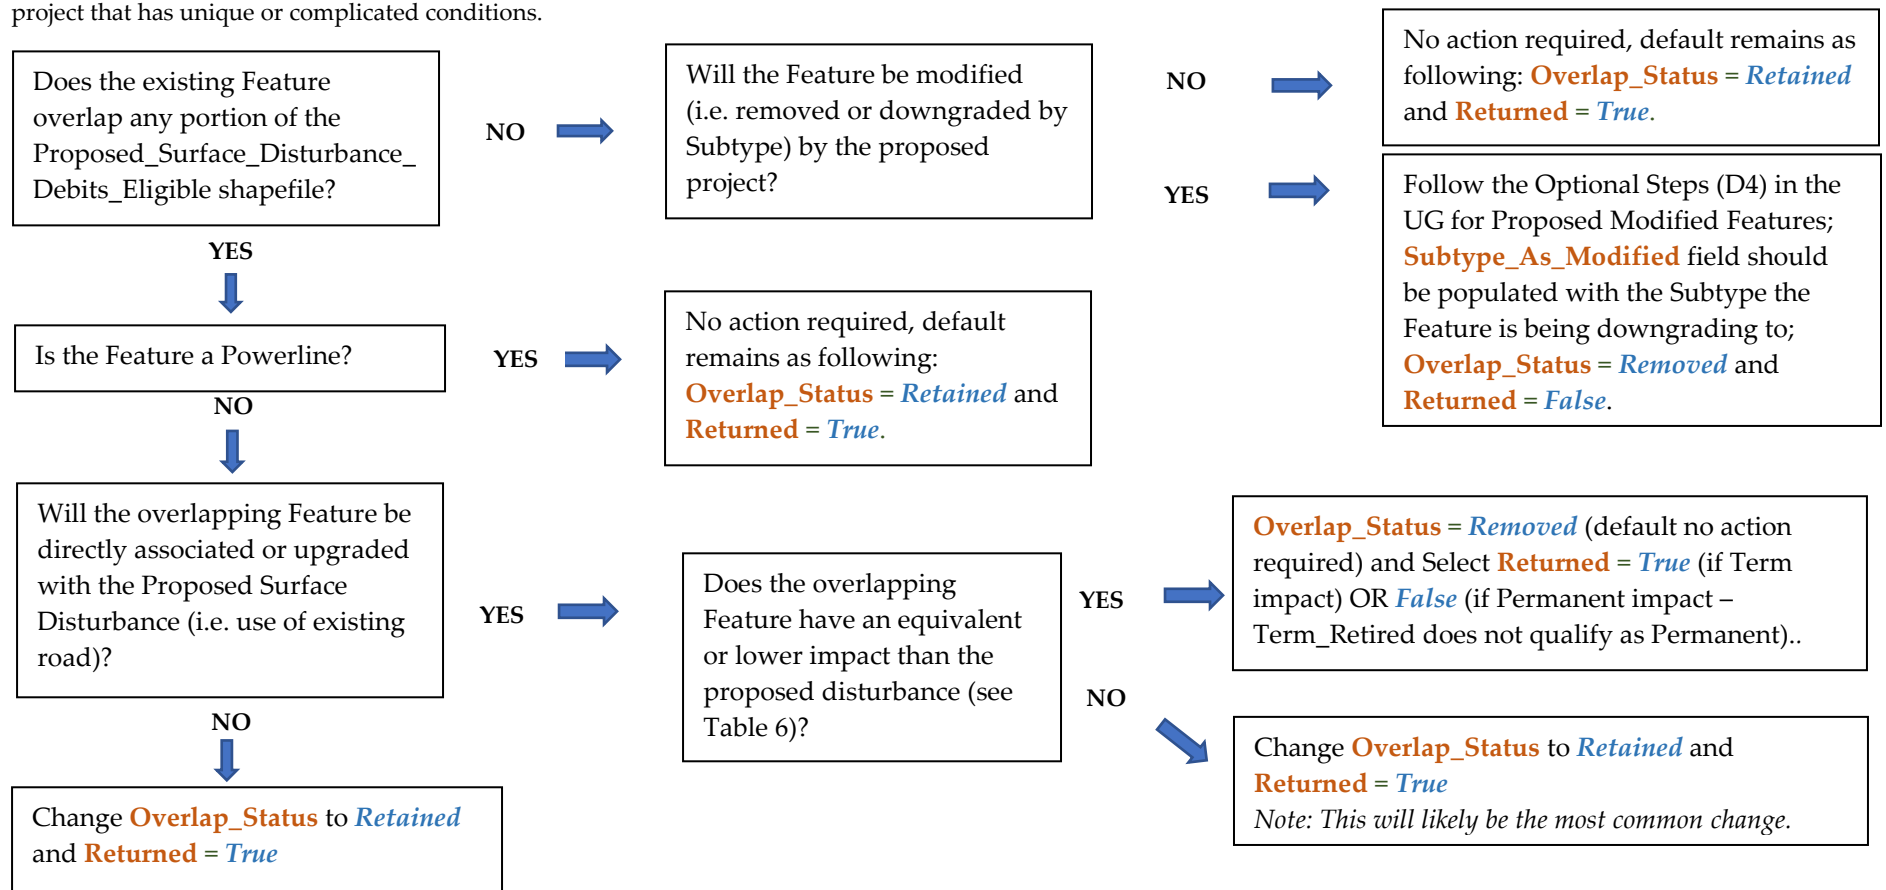 project that has unique or complicated conditions.
Does the existing Feature
overlap any portion of the
Proposed_Surface_Disturbance_
Debits_Eligible shapefile?
NO
Will the Feature be modified
(i.e. removed or downgraded by
Subtype) by the proposed
project?
NO
No action required, default remains as
following: Overlap_Status = Retained
and Returned = True.
YES
Follow the Optional Steps (D4) in the
UG for Proposed Modified Features;
Subtype_As_Modified field should
be populated with the Subtype the
Feature is being downgrading to;
Overlap_Status = Removed and
Returned = False.
YES
Is the Feature a Powerline?
YES
No action required, default
remains as following:
Overlap_Status = Retained and
Returned = True.
NO
Will the overlapping Feature be
directly associated or upgraded
with the Proposed Surface
Disturbance (i.e. use of existing
road)?
YES
Does the overlapping
Feature have an equivalent
or lower impact than the
proposed disturbance (see
Table 6)?
YES
Overlap_Status = Removed (default no action
required) and Select Returned = True (if Term
impact) OR False (if Permanent impact –
Term_Retired does not qualify as Permanent)..
NO
Change Overlap_Status to Retained and
Returned = True
Note: This will likely be the most common change.
NO
Change Overlap_Status to Retained
and Returned = True